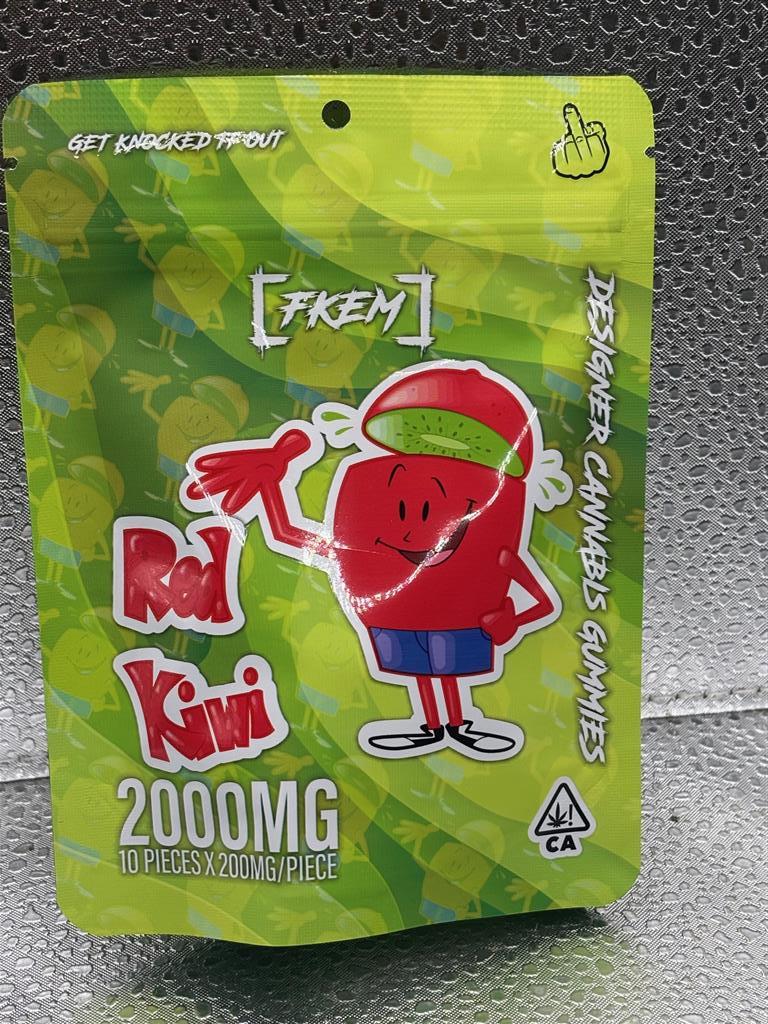 GET KNOCKED TF OUT
[FKEM]
DESIGNER CANNABIS GUMMIES
Red
Kiwi
2000MG
10 PIECES X 200MG/PIECE
!
CA